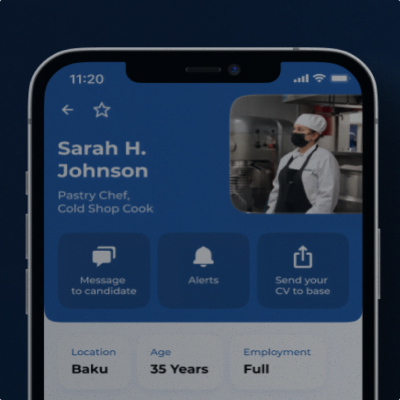 11:20
Sarah H.
Johnson
Pastry Chef,
Cold Shop Cook
Message
to candidate
Alerts
Send your
CV to base
Location
Baku
Age
35 Years
Employment
Full